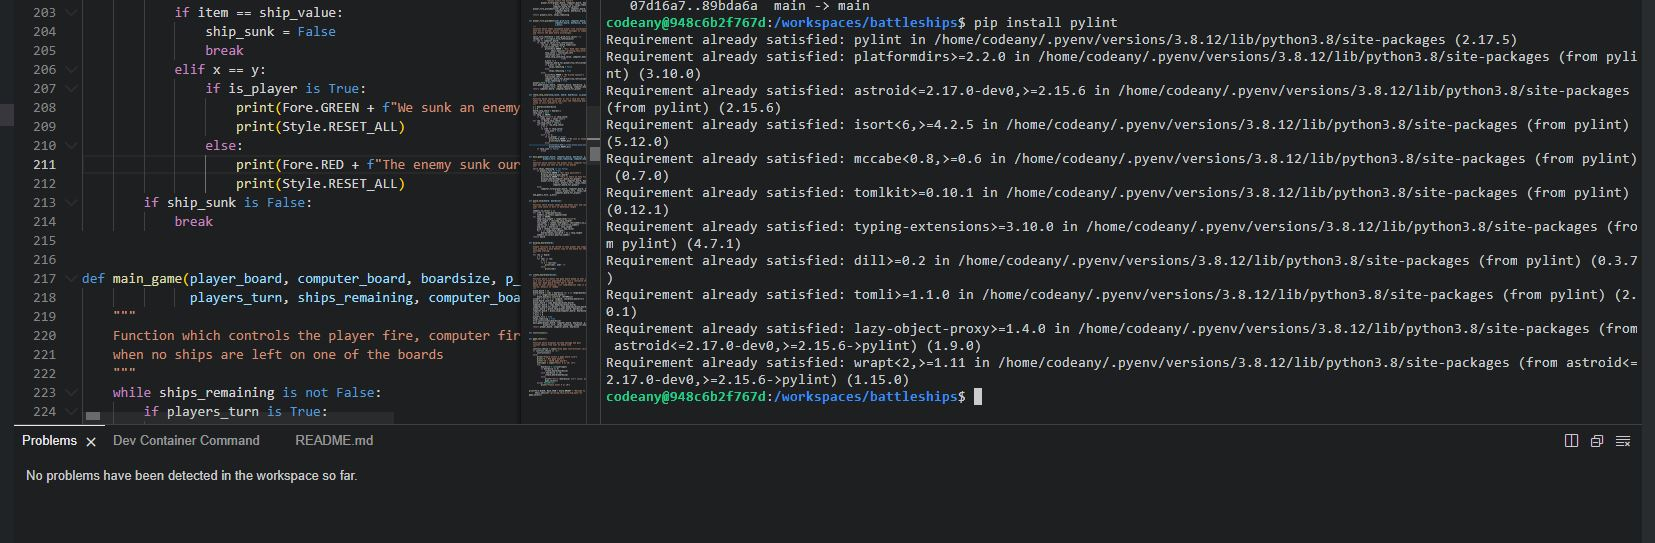 203 if item == ship_value:
204 ship_sunk = False
205 break
206 elif x == y:
207 if is_player is True:
208 print(Fore.GREEN + f"We sunk an enemy
209 print(Style.RESET_ALL)
210 else:
211 print(Fore.RED + f"The enemy sunk our
212 print(Style.RESET_ALL)
213 if ship_sunk is False:
214 break
215
216
217 def main_game(player_board, computer_board, boardsize, p_
218 players_turn, ships_remaining, computer_boa
219 """
220 Function which controls the player fire, computer fir
221 when no ships are left on one of the boards
222 """
223 while ships_remaining is not False:
224 if players_turn is True:
07d16a7..89bda6a main -> main
codeany@948c6b2f767d:/workspaces/battleships$ pip install pylint
Requirement already satisfied: pylint in /home/codeany/.pyenv/versions/3.8.12/lib/python3.8/site-packages (2.17.5)
Requirement already satisfied: platformdirs>=2.2.0 in /home/codeany/.pyenv/versions/3.8.12/lib/python3.8/site-packages (from pyli
nt) (3.10.0)
Requirement already satisfied: astroid<=2.17.0-dev0,>=2.15.6 in /home/codeany/.pyenv/versions/3.8.12/lib/python3.8/site-packages
(from pylint) (2.15.6)
Requirement already satisfied: isort<6,>=4.2.5 in /home/codeany/.pyenv/versions/3.8.12/lib/python3.8/site-packages (from pylint)
(5.12.0)
Requirement already satisfied: mccabe<0.8,>=0.6 in /home/codeany/.pyenv/versions/3.8.12/lib/python3.8/site-packages (from pylint)
(0.7.0)
Requirement already satisfied: tomlkit>=0.10.1 in /home/codeany/.pyenv/versions/3.8.12/lib/python3.8/site-packages (from pylint)
(0.12.1)
Requirement already satisfied: typing-extensions>=3.10.0 in /home/codeany/.pyenv/versions/3.8.12/lib/python3.8/site-packages (fro
m pylint) (4.7.1)
Requirement already satisfied: dill>=0.2 in /home/codeany/.pyenv/versions/3.8.12/lib/python3.8/site-packages (from pylint) (0.3.7
)
Requirement already satisfied: tomli>=1.1.0 in /home/codeany/.pyenv/versions/3.8.12/lib/python3.8/site-packages (from pylint) (2.
0.1)
Requirement already satisfied: lazy-object-proxy>=1.4.0 in /home/codeany/.pyenv/versions/3.8.12/lib/python3.8/site-packages (from
astroid<=2.17.0-dev0,>=2.15.6->pylint) (1.9.0)
Requirement already satisfied: wrapt<2,>=1.11 in /home/codeany/.pyenv/versions/3.8.12/lib/python3.8/site-packages (from astroid<=
2.17.0-dev0,>=2.15.6->pylint) (1.15.0)
codeany@948c6b2f767d:/workspaces/battleships$
Problems Dev Container Command README.md
No problems have been detected in the workspace so far.